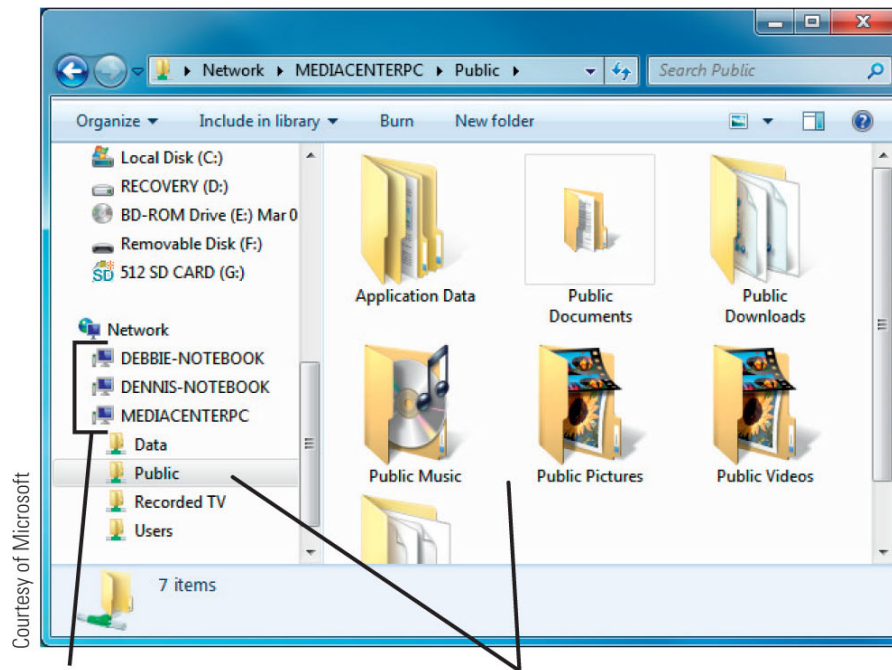 Network ▸ MEDIACENTERPC ▸ Public ▸
Search Public
Organize
Include in library
Burn
New folder
Local Disk (C:)
RECOVERY (D:)
BD-ROM Drive (E:) Mar 0
Removable Disk (F:)
SD 512 SD CARD (G:)
Network
DEBBIE-NOTEBOOK
DENNIS-NOTEBOOK
MEDIACENTERPC
Data
Public
Recorded TV
Users
Application Data
Public
Documents
Public
Downloads
Public Music
Public Pictures
Public Videos
7 items
Courtesy of Microsoft